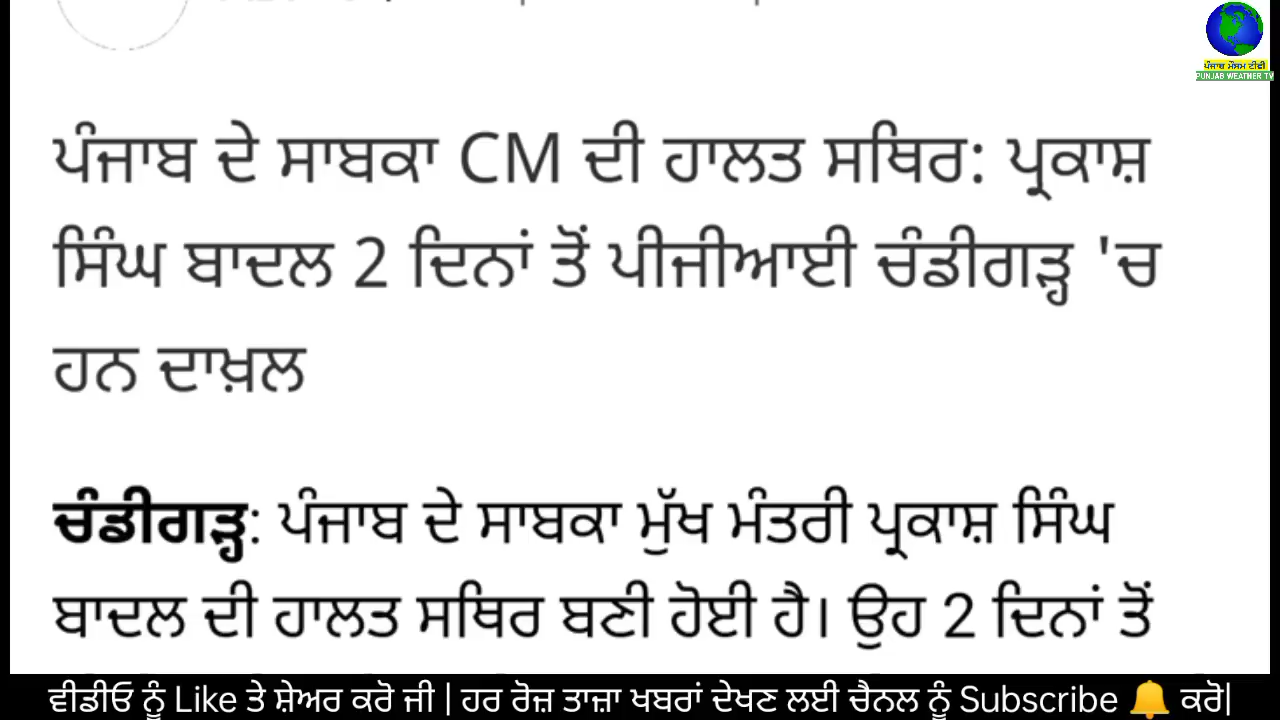 ਪੰਜਾਬ ਮੌਸਮ ਟੀਵੀ
PUNJAB WEATHER TV
ਪੰਜਾਬ ਦੇ ਸਾਬਕਾ CM ਦੀ ਹਾਲਤ ਸਥਿਰ: ਪ੍ਰਕਾਸ਼
ਸਿੰਘ ਬਾਦਲ 2 ਦਿਨਾਂ ਤੋਂ ਪੀਜੀਆਈ ਚੰਡੀਗੜ੍ਹ 'ਚ
ਹਨ ਦਾਖ਼ਲ
ਚੰਡੀਗੜ੍ਹ: ਪੰਜਾਬ ਦੇ ਸਾਬਕਾ ਮੁੱਖ ਮੰਤਰੀ ਪ੍ਰਕਾਸ਼ ਸਿੰਘ
ਬਾਦਲ ਦੀ ਹਾਲਤ ਸਥਿਰ ਬਣੀ ਹੋਈ ਹੈ। ਉਹ 2 ਦਿਨਾਂ ਤੋਂ
ਵੀਡੀਓ ਨੂੰ Like ਤੇ ਸ਼ੇਅਰ ਕਰੋ ਜੀ | ਹਰ ਰੋਜ਼ ਤਾਜ਼ਾ ਖਬਰਾਂ ਦੇਖਣ ਲਈ ਚੈਨਲ ਨੂੰ Subscribe 🔔 ਕਰੋ|